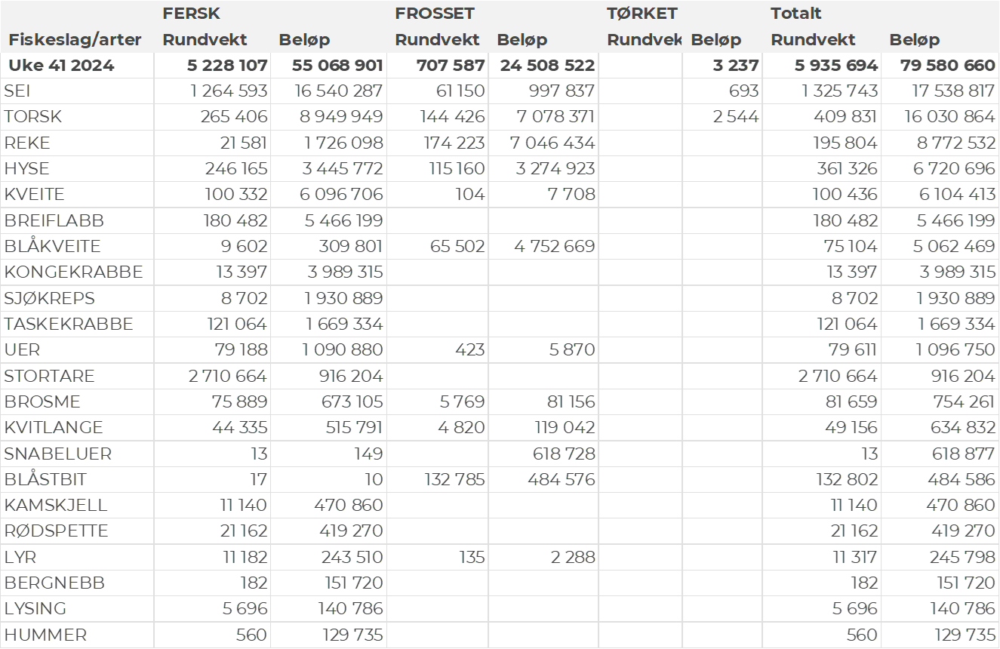 FERSK FROSSET TØRKET Totalt
Fiskeslag/arter Rundvekt Beløp Rundvekt Beløp Rundvek Beløp Rundvekt Beløp
Uke 41 2024 5 228 107 55 068 901 707 587 24 508 522 3 237 5 935 694 79 580 660
SEI 1 264 593 16 540 287 61 150 997 837 693 1 325 743 17 538 817
TORSK 265 406 8 949 949 144 426 7 078 371 2 544 409 831 16 030 864
REKE 21 581 1 726 098 174 223 7 046 434 195 804 8 772 532
HYSE 246 165 3 445 772 115 160 3 274 923 361 326 6 720 696
KVEITE 100 332 6 096 706 104 7 708 100 436 6 104 413
BREIFLABB 180 482 5 466 199 180 482 5 466 199
BLÅKVEITE 9 602 309 801 65 502 4 752 669 75 104 5 062 469
KONGEKRABBE 13 397 3 989 315 13 397 3 989 315
SJØKREPS 8 702 1 930 889 8 702 1 930 889
TASKEKRABBE 121 064 1 669 334 121 064 1 669 334
UER 79 188 1 090 880 423 5 870 79 611 1 096 750
STORTARE 2 710 664 916 204 2 710 664 916 204
BROSME 75 889 673 105 5 769 81 156 81 659 754 261
KVITLANGE 44 335 515 791 4 820 119 042 49 156 634 832
SNABELUER 13 149 618 728 13 618 877
BLÅSTBIT 17 10 132 785 484 576 132 802 484 586
KAMSKJELL 11 140 470 860 11 140 470 860
RØDSPETTE 21 162 419 270 21 162 419 270
LYR 11 182 243 510 135 2 288 11 317 245 798
BERGNEBB 182 151 720 182 151 720
LYSING 5 696 140 786 5 696 140 786
HUMMER 560 129 735 560 129 735